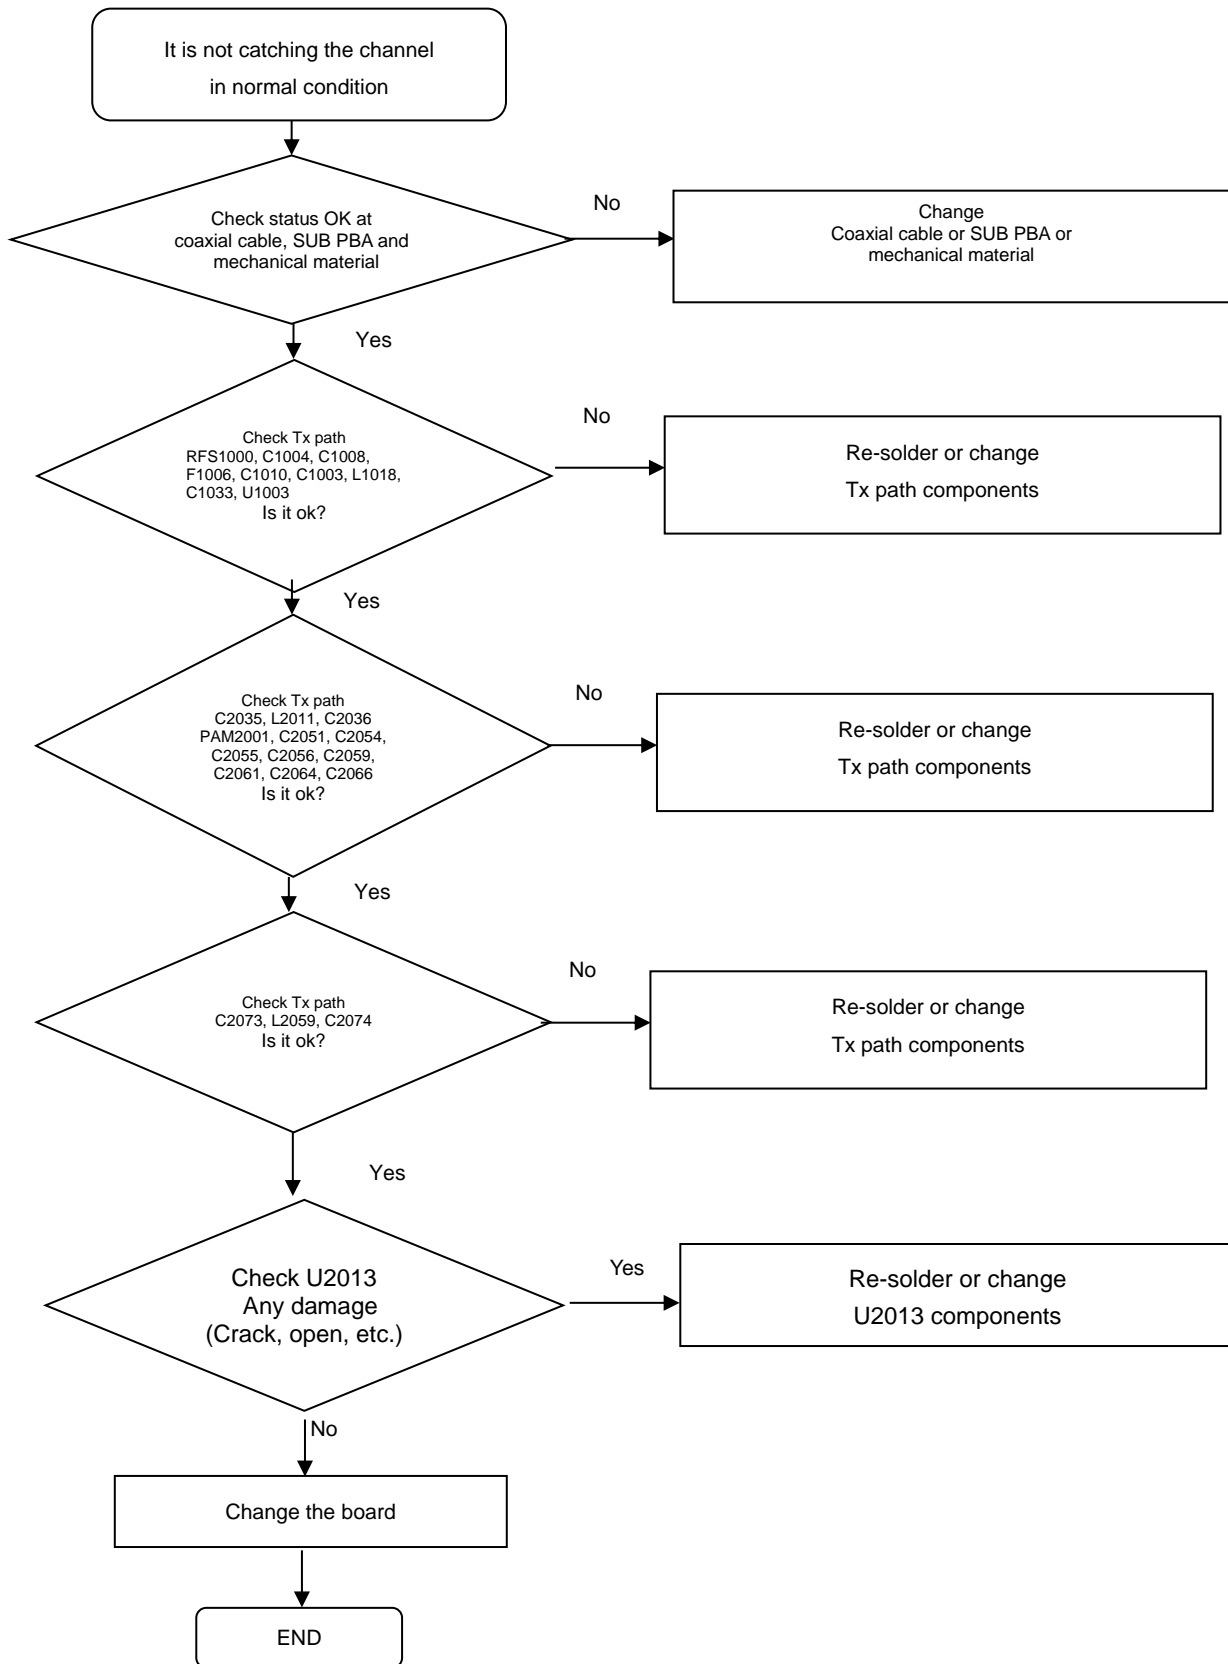 It is not catching the channel
in normal condition
Check status OK at
coaxial cable, SUB PBA and
mechanical material
No
Change
Coaxial cable or SUB PBA or
mechanical material
Yes
Check Tx path
RFS1000, C1004, C1008,
F1006, C1010, C1003, L1018,
C1033, U1003
Is it ok?
No
Re-solder or change
Tx path components
Yes
Check Tx path
C2035, L2011, C2036
PAM2001, C2051, C2054,
C2055, C2056, C2059,
C2061, C2064, C2066
Is it ok?
No
Re-solder or change
Tx path components
Yes
Check Tx path
C2073, L2059, C2074
Is it ok?
No
Re-solder or change
Tx path components
Yes
Check U2013
Any damage
(Crack, open, etc.)
Yes
Re-solder or change
U2013 components
No
Change the board
END